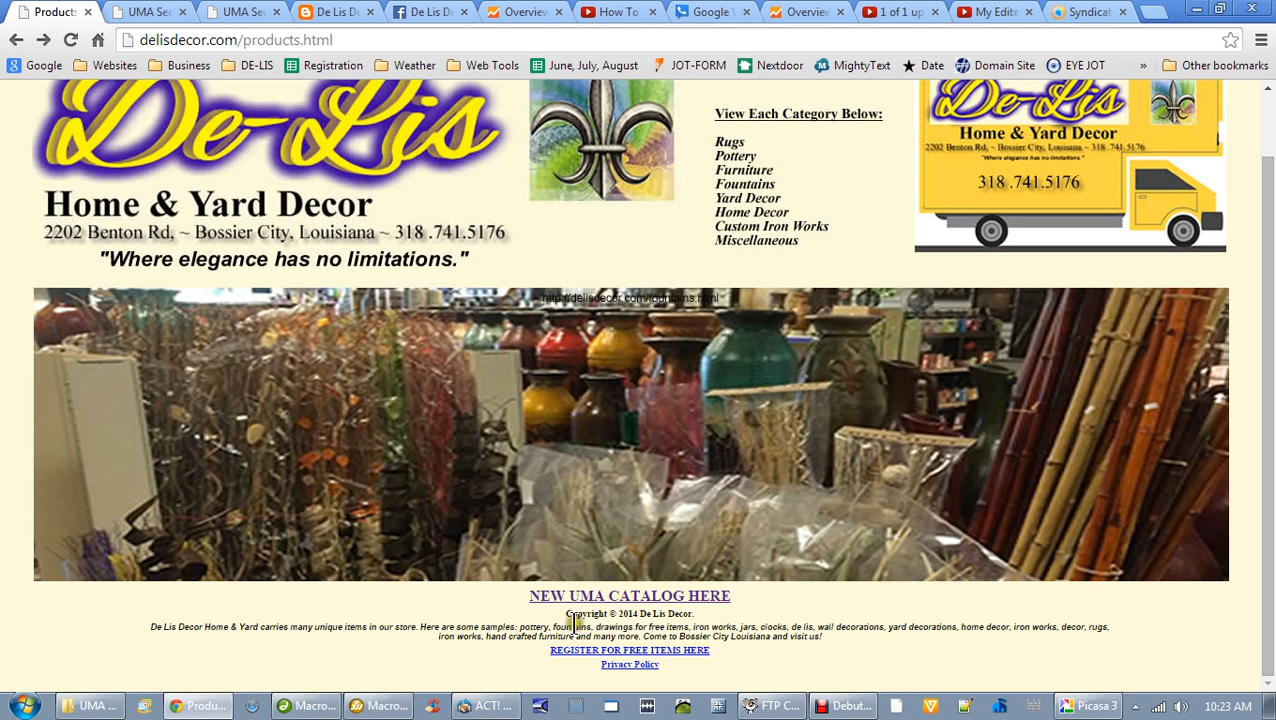 Products
UMA Sec
UMA Sec
De Lis D
De Lis D
Overview
How To
Google V
Overview
1 of 1 up
My Edite
Syndicat
delisdecor.com/products.html
Google
Websites
Business
DE-LIS
Registration
Weather
Web Tools
June, July, August
JOT-FORM
Nextdoor
MightyText
Date
Domain Site
EYE JOT
»
Other bookmarks
De-Lis
Home & Yard Decor
2202 Benton Rd, ~ Bossier City, Louisiana ~ 318 .741.5176
"Where elegance has no limitations."
View Each Category Below:
Rugs
Pottery
Furniture
Fountains
Yard Decor
Home Decor
Custom Iron Works
Miscellaneous
De-Lis
Home & Yard Decor
2202 Benton Rd, ~ Bossier City, Louisiana ~ 318 .741.5176
"Where elegance has no limitations."
318 .741.5176
http://delisdecor.com/fountains.html
NEW UMA CATALOG HERE
Copyright © 2014 De Lis Decor.
De Lis Decor Home & Yard carries many unique items in our store. Here are some samples: pottery, fountains, drawings for free items, iron works, jars, clocks, de lis, wall decorations, yard decorations, home decor, iron works, decor, rugs,
iron works, hand crafted furniture and many more. Come to Bossier City Louisiana and visit us!
REGISTER FOR FREE ITEMS HERE
Privacy Policy
UMA ...
Produ...
Macro...
Macro...
ACT! ...
FTP C...
Debut...
Picasa 3
10:23 AM